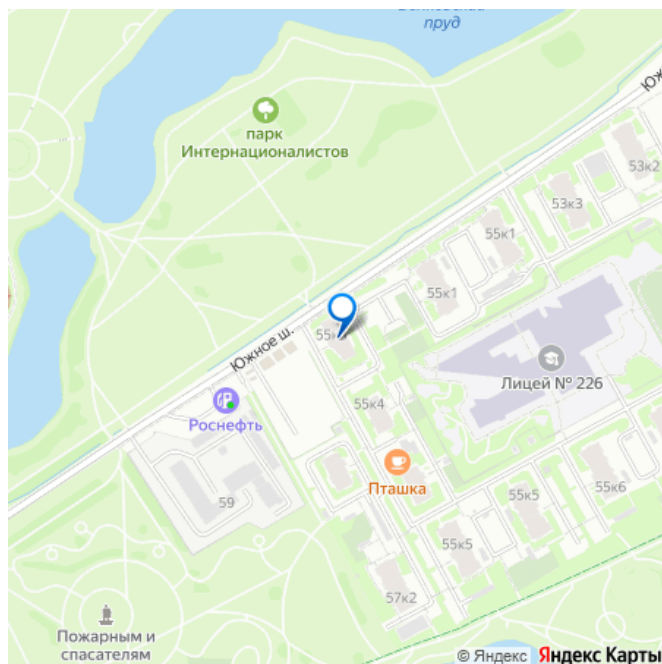 пруд
парк
Интернационалистов
Юж
53к2
53к3
55к1
55к1
Южное ш.
Лицей № 226
55к4
Роснефть
Пташка
59
55к5
55к6
55к5
57к2
Пожарным и
спасателям
© Яндекс Яндекс Карты